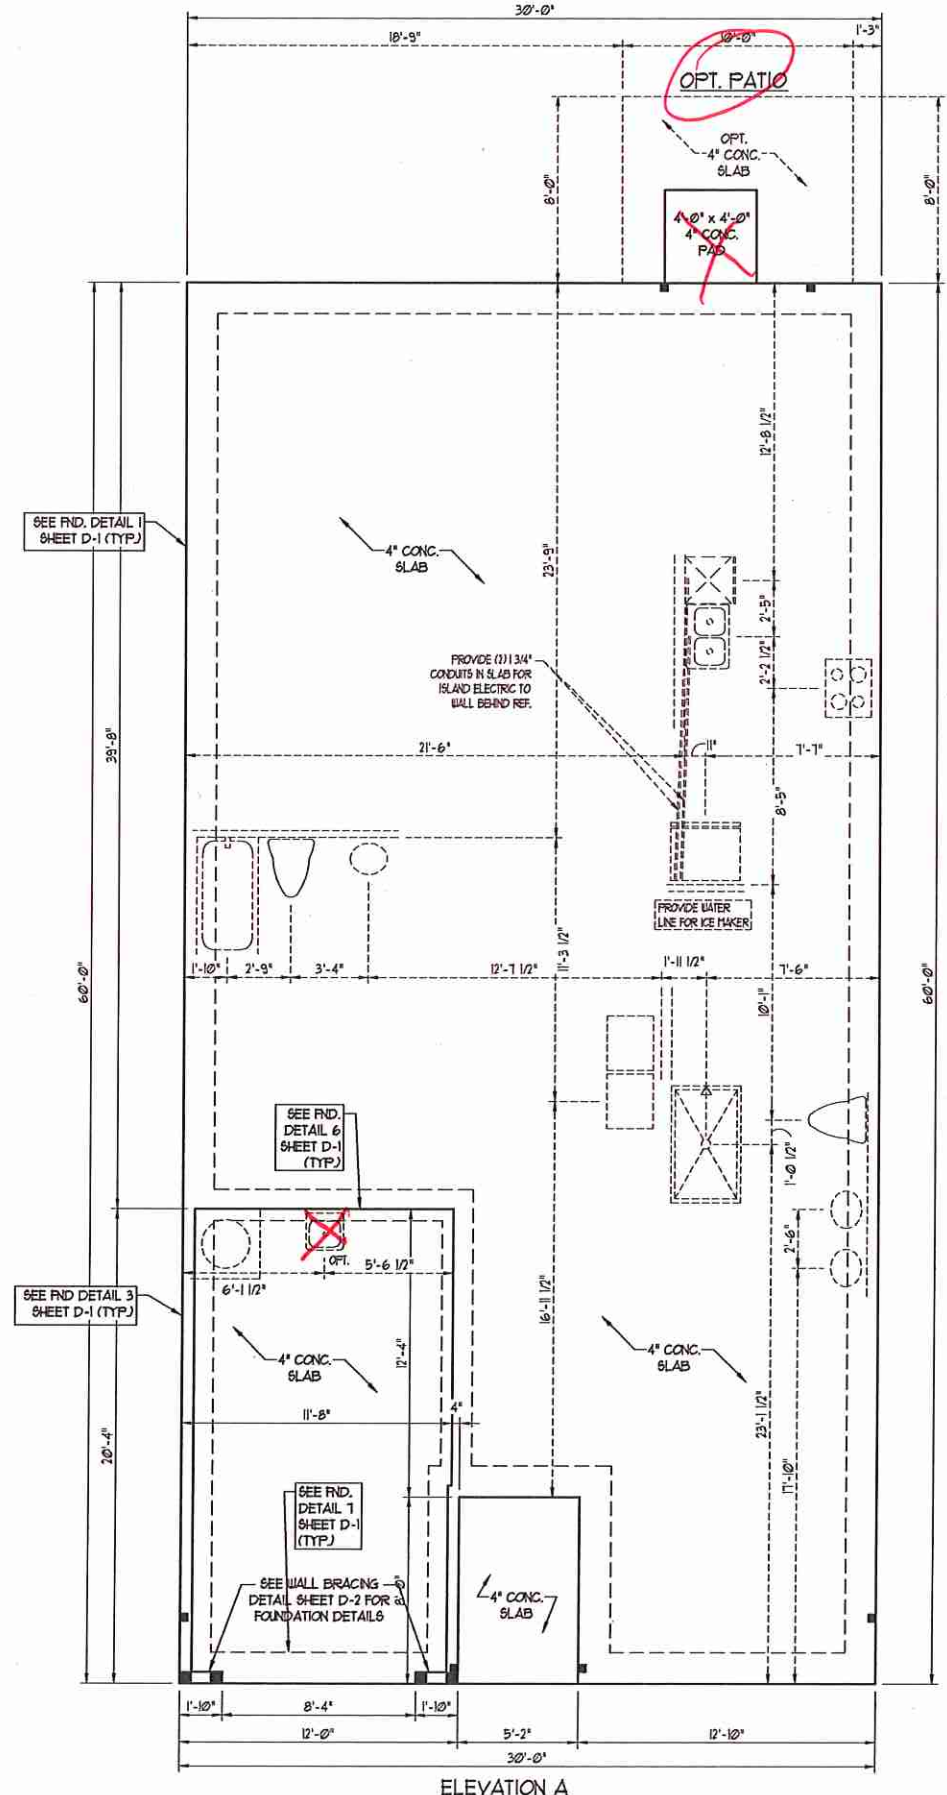 30'-0"
18'-9"
10'-0"
1'-3"
OPT. PATIO
OPT.
4" CONC.
SLAB
8'-0"
8'-0"
4'-0" x 4'-0"
4" CONC.
PAD
12'-8 1/2"
SEE FND. DETAIL 1
SHEET D-1 (TYP.)
4" CONC.
SLAB
23'-9"
2'-5"
2'-2 1/2"
PROVIDE (2) 1 3/4"
CONDUITS IN SLAB FOR
ISLAND ELECTRIC TO
WALL BEHIND REF.
39'-8"
21'-6"
11"
7'-7"
8'-5"
PROVIDE WATER
LINE FOR ICE MAKER
60'-0"
1'-10"
2'-9"
3'-4"
12'-7 1/2"
11'-3 1/2"
1'-11 1/2"
7'-6"
10'-1"
60'-0"
SEE FND.
DETAIL 6
SHEET D-1
(TYP.)
1'-0 1/2"
OPT.
6'-1 1/2"
5'-6 1/2"
2'-6"
SEE FND DETAIL 3
SHEET D-1 (TYP.)
16'-11 1/2"
4" CONC.
SLAB
12'-4"
4" CONC.
SLAB
11'-8"
4"
20'-4"
23'-1 1/2"
17'-10"
SEE FND.
DETAIL 7
SHEET D-1
(TYP.)
SEE WALL BRACING
DETAIL SHEET D-2 FOR
FOUNDATION DETAILS
8'-0"
4" CONC.
SLAB
1'-10"
8'-4"
1'-10"
12'-0"
5'-2"
12'-10"
30'-0"
ELEVATION A